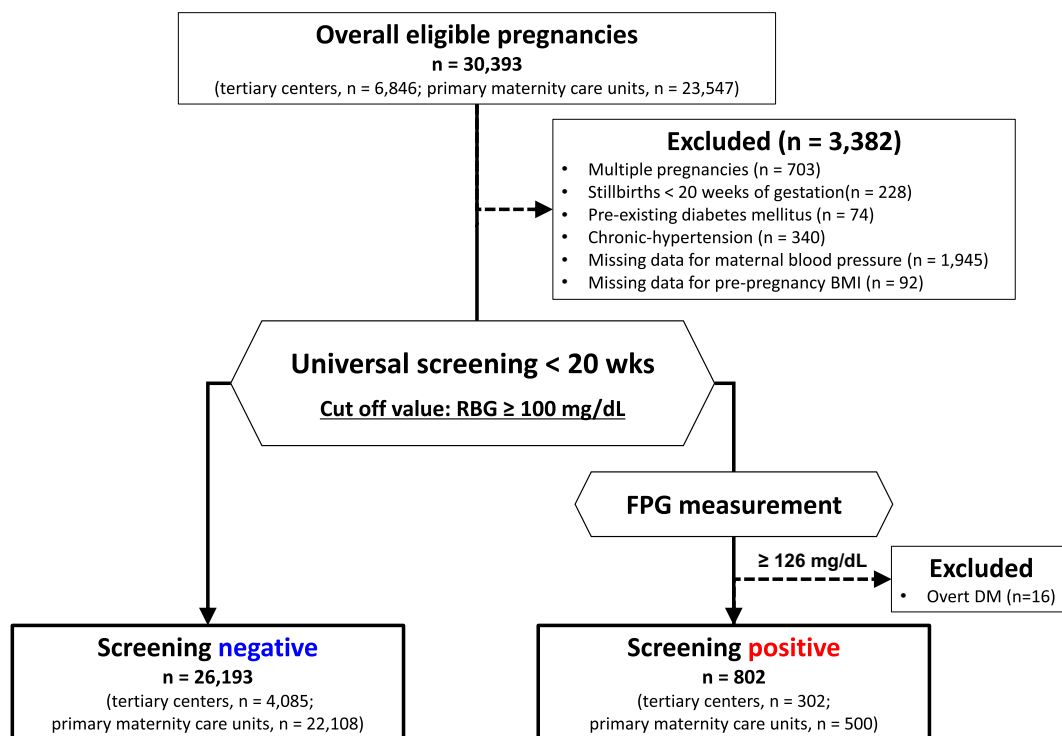 Overall eligible pregnancies
n = 30,393
(tertiary centers, n = 6,846; primary maternity care units, n = 23,547)
Excluded (n = 3,382)
• Multiple pregnancies (n = 703)
• Stillbirths < 20 weeks of gestation(n = 228)
• Pre-existing diabetes mellitus (n = 74)
• Chronic-hypertension (n = 340)
• Missing data for maternal blood pressure (n = 1,945)
• Missing data for pre-pregnancy BMI (n = 92)
Universal screening < 20 wks
Cut off value: RBG ≥ 100 mg/dL
FPG measurement
≥ 126 mg/dL
Excluded
• Overt DM (n=16)
Screening negative
n = 26,193
(tertiary centers, n = 4,085;
primary maternity care units, n = 22,108)
Screening positive
n = 802
(tertiary centers, n = 302;
primary maternity care units, n = 500)